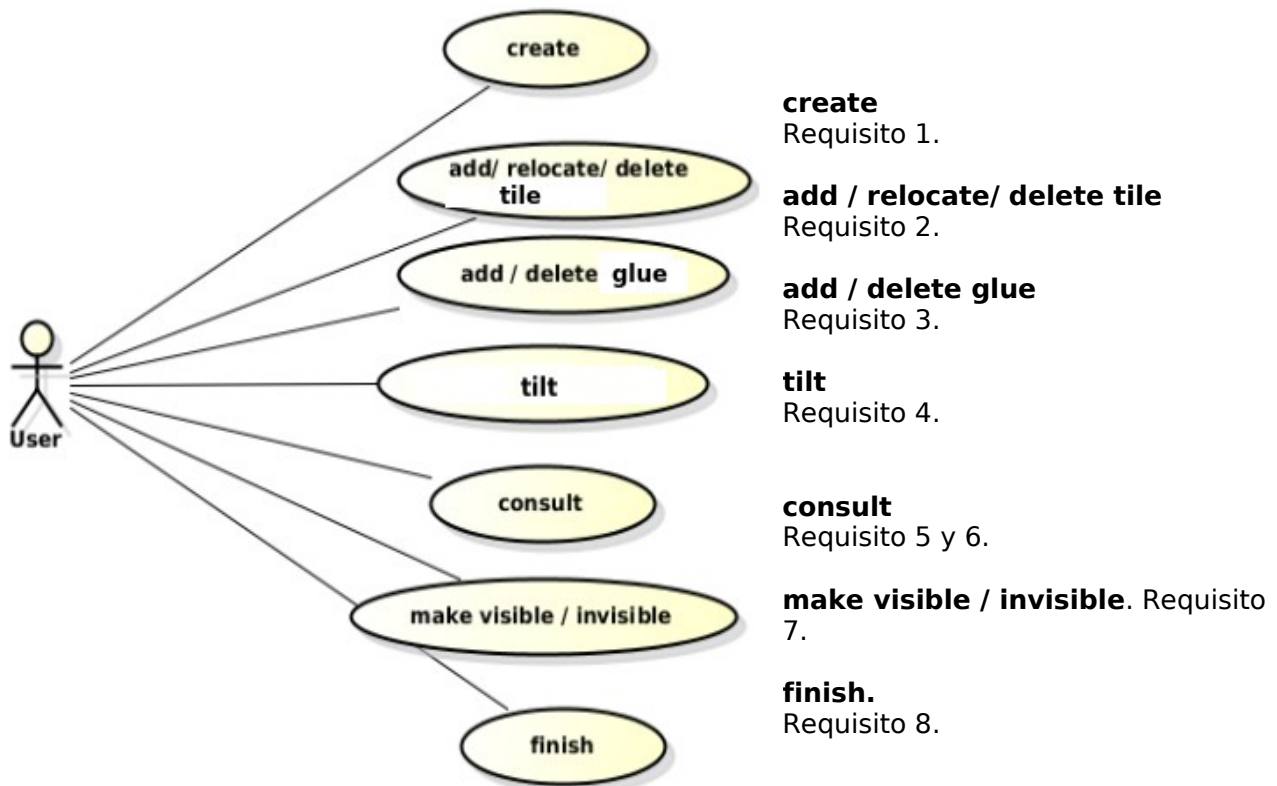 create
add/ relocate/ delete
tile
add / delete glue
tilt
consult
make visible / invisible
finish
User
create
Requisito 1.
add / relocate/ delete tile
Requisito 2.
add / delete glue
Requisito 3.
tilt
Requisito 4.
consult
Requisito 5 y 6.
make visible / invisible. Requisito
7.
finish.
Requisito 8.